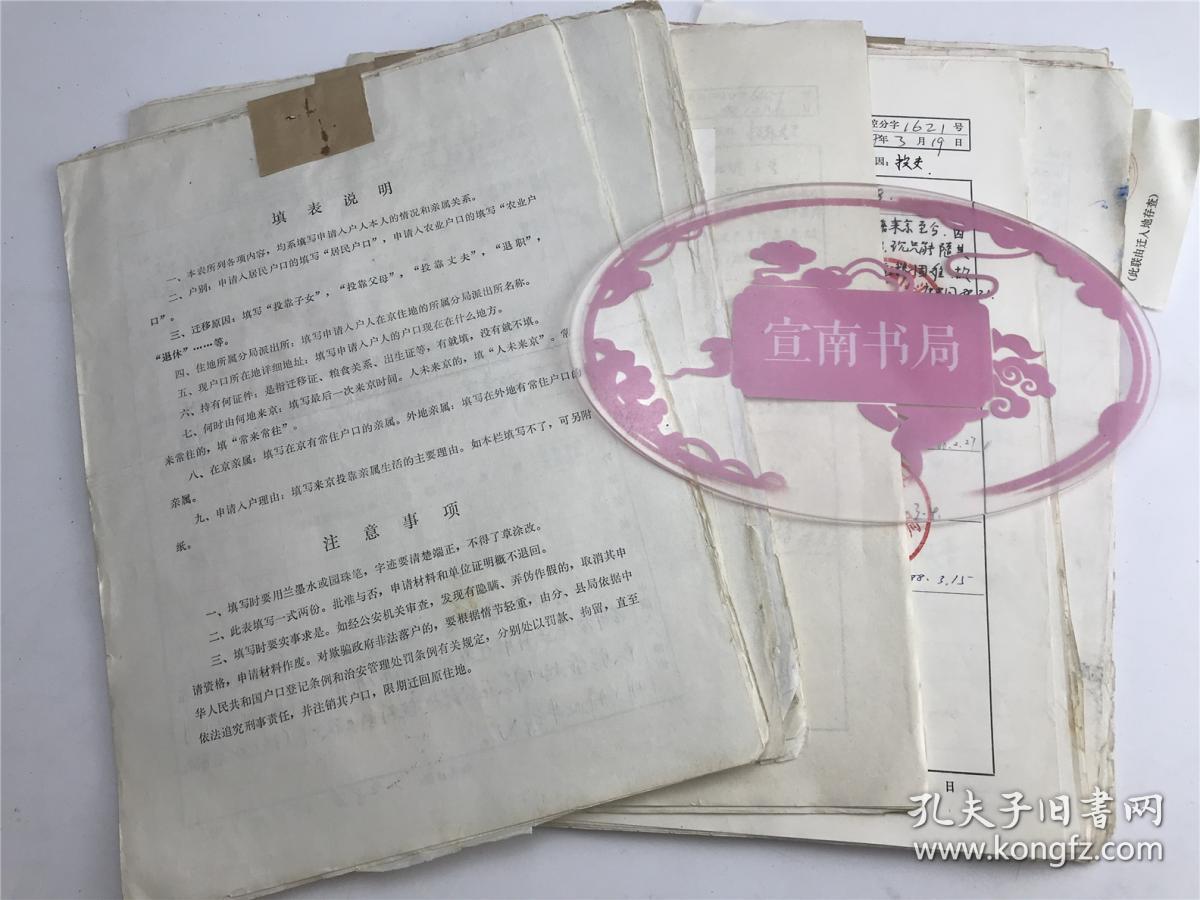 填表说明
一、本表所列各项内容，均系填写申请入户人本人的情况和亲属关系。
二、户别：申请入居民户口的填写“居民户口”，申请入农业户口的填写“农业户
口”。
三、迁移原因：填写“投靠子女”，“投靠父母”，“投靠丈夫”，“退职”，
“退休”……等。
四、住地所属分局派出所：填写申请入户人在京住地的所属分局派出所名称。
五、现户口所在地详细地址：填写申请入户人的户口现在在什么地方。
六、持有何证件：是指迁移证、粮食关系、出生证等，有就填，没有就不填。
七、何时由何地来京：填写最后一次来京时间。人未来京的，填“人未来京”。常
来常住的，填“常来常住”。
八、在京亲属：填写在京有常住户口的亲属。外地亲属：填写在外地有常住户口的
亲属。
九、申请入户理由：填写来京投靠亲属生活的主要理由。如本栏填写不了，可另附
纸。
注意事项
一、填写时要用兰墨水或园珠笔，字迹要清楚端正，不得了草涂改。
二、此表填写一式两份。批准与否，申请材料和单位证明概不退回。
三、填写时要实事求是。如经公安机关审查，发现有隐瞒、弄伪作假的，取消其申
请资格，申请材料作废。对欺骗政府非法落户的，要根据情节轻重，由分、县局依据中
华人民共和国户口登记条例和治安管理处罚条例有关规定，分别处以罚款、拘留，直至
依法追究刑事责任，并注销其户口，限期迁回原住地。
分字1621号
年3月19日
因：投夫
来京至今，因
88.3.15
日
（此联由迁入地存查）
宣南书局
孔夫子旧书网
www.kongfz.com